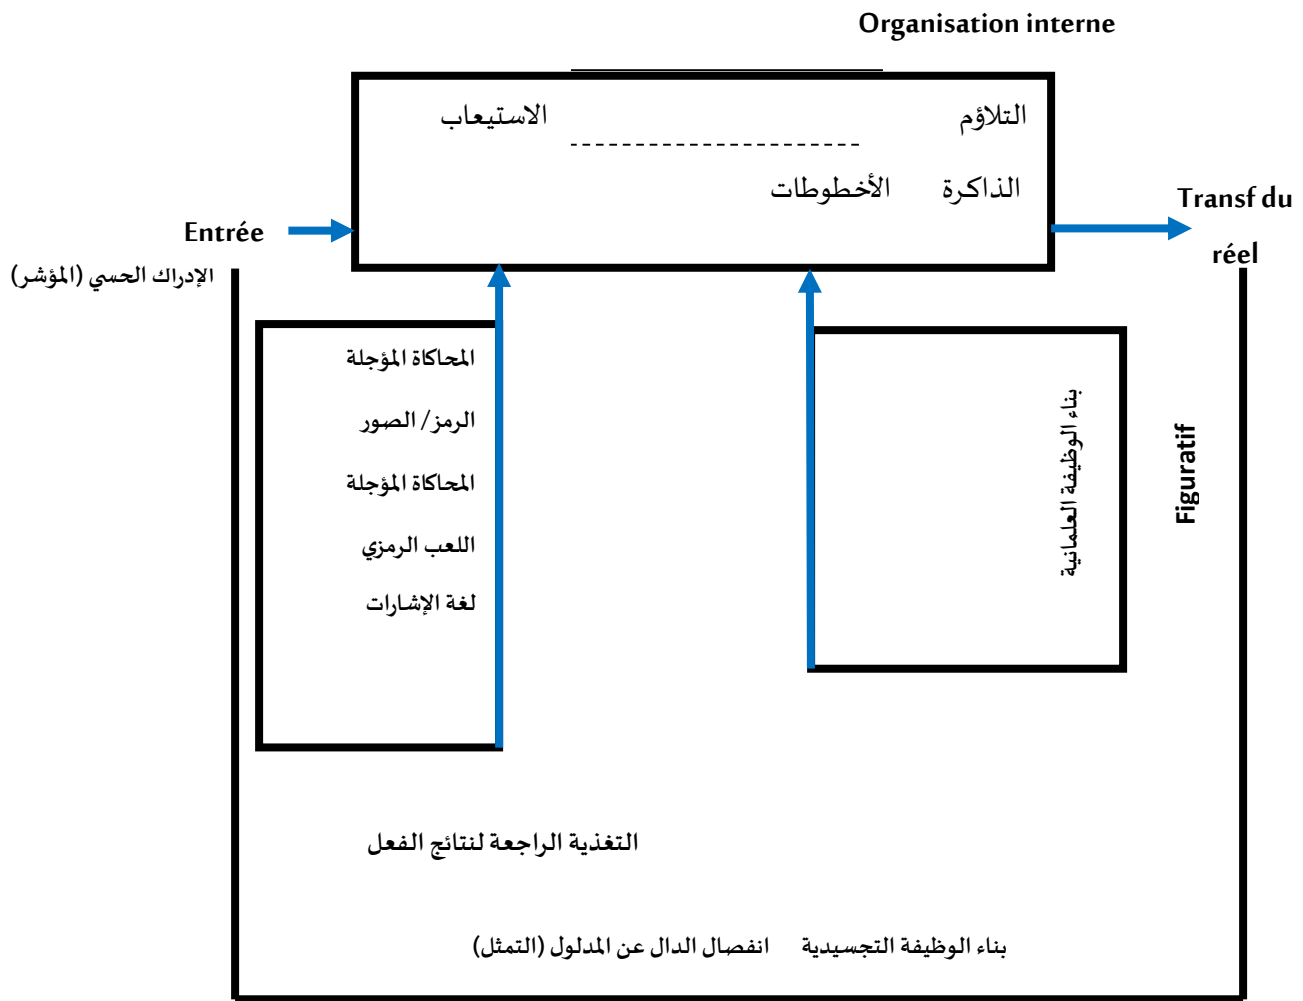 Organisation interne
التلاؤم الاستيعاب
الذاكرة الأخطوطات
Entrée
Transf du
réel
الإدراك الحسي (المؤشر)
المحاكاة المؤجلة
الرمز/ الصور
المحاكاة المؤجلة
اللعب الرمزي
لغة الإشارات
بناء الوظيفة العلمانية
Figuratif
التغذية الراجعة لنتائج الفعل
بناء الوظيفة التجسيدية انفصال الدال عن المدلول (التمثل)